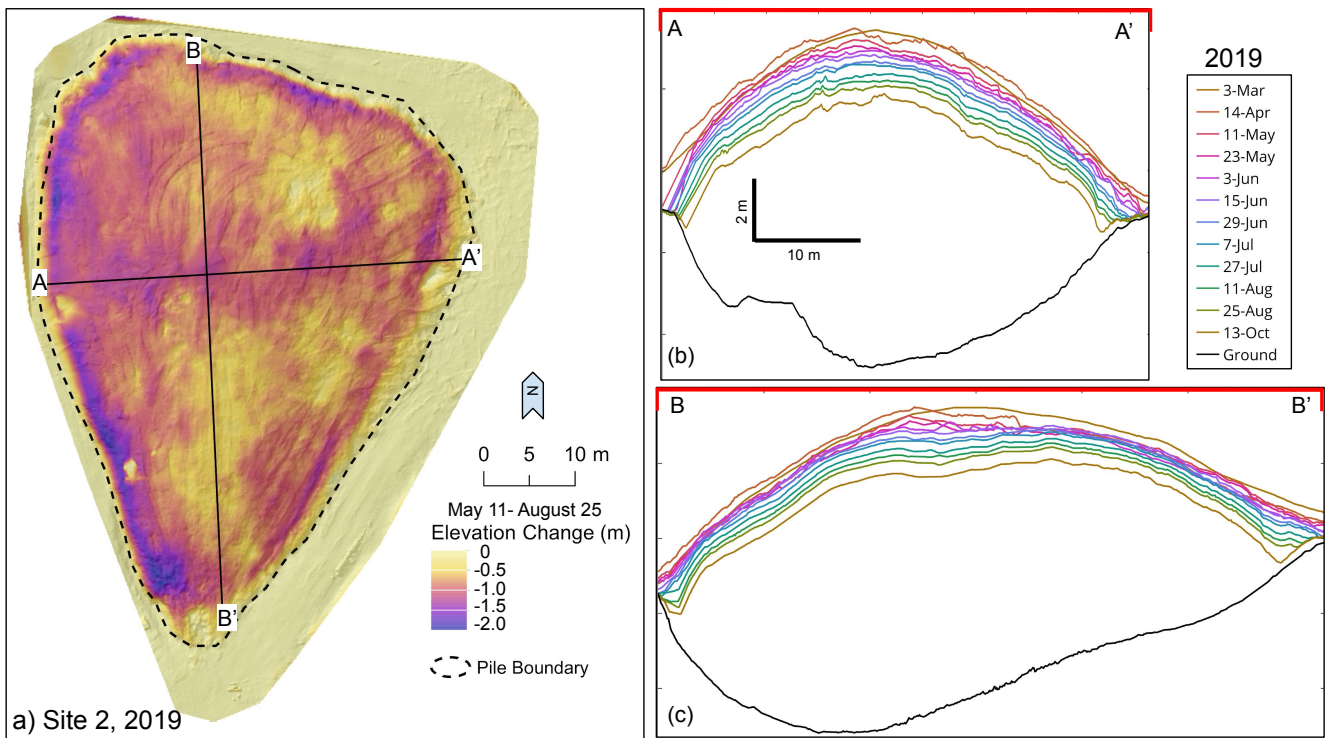 B
A
A'
B'
N
0 5 10 m
May 11- August 25
Elevation Change (m)
0
-0.5
-1.0
-1.5
-2.0
Pile Boundary
a) Site 2, 2019
A A'
2 m
10 m
(b)
2019
3-Mar
14-Apr
11-May
23-May
3-Jun
15-Jun
29-Jun
7-Jul
27-Jul
11-Aug
25-Aug
13-Oct
Ground
B B'
(c)